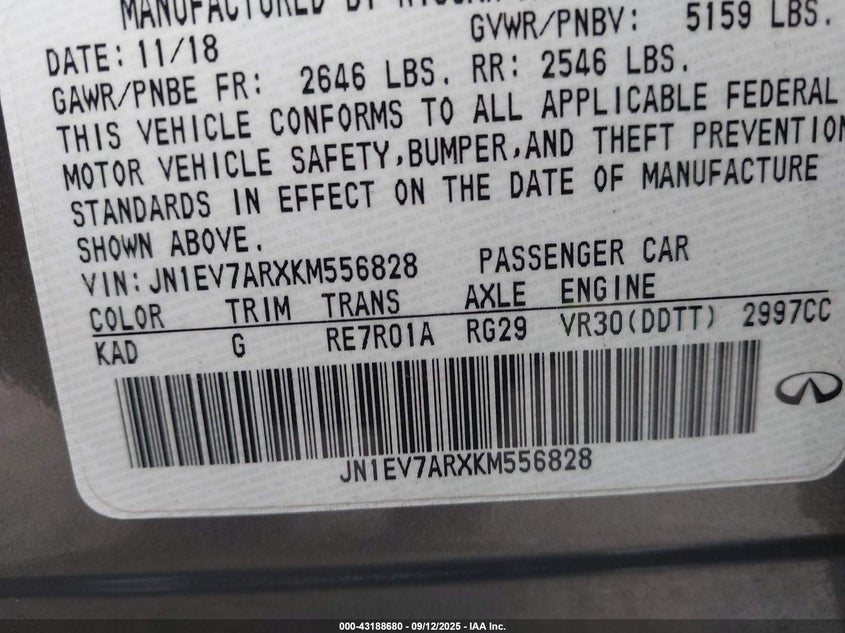 MANUFACTURED BY NISSAN
GVWR/PNBV: 5159 LBS.
DATE: 11/18
GAWR/PNBE FR: 2646 LBS. RR: 2546 LBS.
THIS VEHICLE CONFORMS TO ALL APPLICABLE FEDERAL
MOTOR VEHICLE SAFETY,BUMPER,AND THEFT PREVENTION
STANDARDS IN EFFECT ON THE DATE OF MANUFACTURE
SHOWN ABOVE.
VIN:JN1EV7ARXKM556828 PASSENGER CAR
COLOR TRIM TRANS AXLE ENGINE
KAD G RE7R01A RG29 VR30(DDTT) 2997CC
JN1EV7ARXKM556828
000-43188680 - 09/12/2025 - IAA Inc.